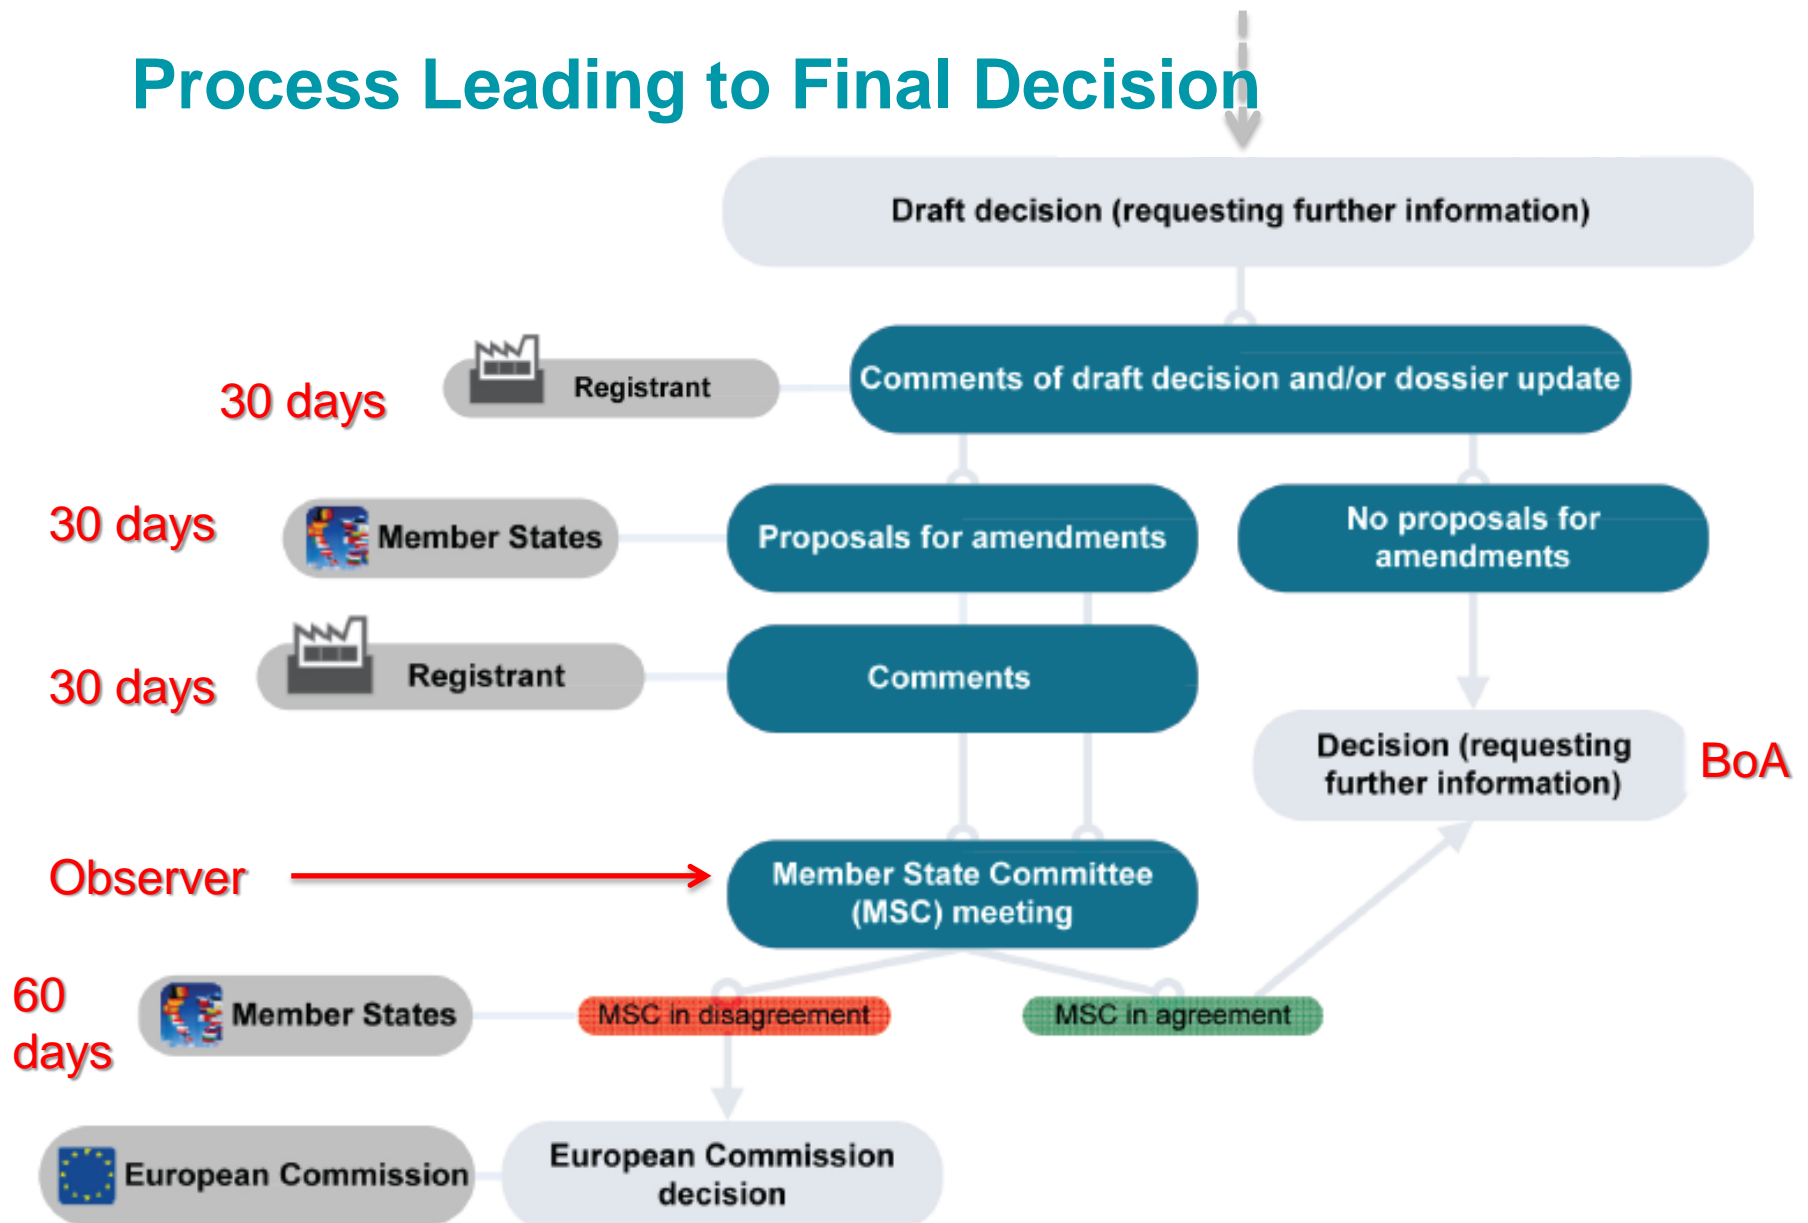 Process Leading to Final Decision
Draft decision (requesting further information)
30 days
Registrant
Comments of draft decision and/or dossier update
30 days
Member States
Proposals for amendments
No proposals for
amendments
30 days
Registrant
Comments
Decision (requesting
further information)
BoA
Observer
Member State Committee
(MSC) meeting
60
days
Member States
MSC in disagreement
MSC in agreement
European Commission
European Commission
decision